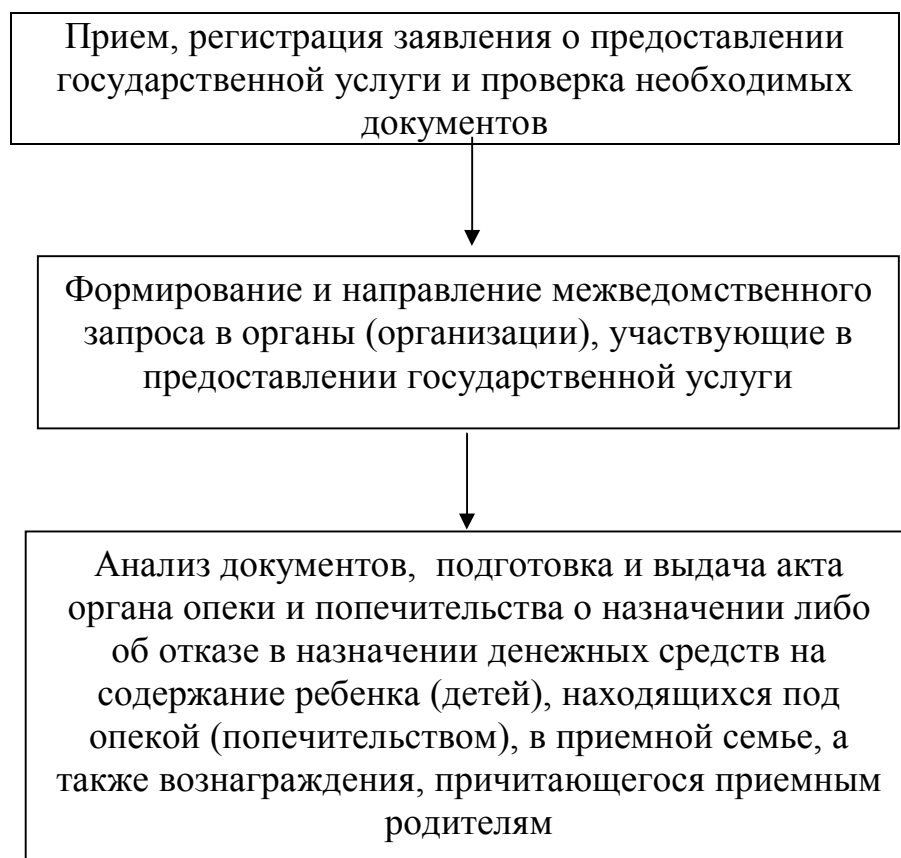 Прием, регистрация заявления о предоставлении
государственной услуги и проверка необходимых
документов
Формирование и направление межведомственного
запроса в органы (организации), участвующие в
предоставлении государственной услуги
Анализ документов,  подготовка и выдача акта
органа опеки и попечительства о назначении либо
об отказе в назначении денежных средств на
содержание ребенка (детей), находящихся под
опекой (попечительством), в приемной семье, а
также вознаграждения, причитающегося приемным
родителям